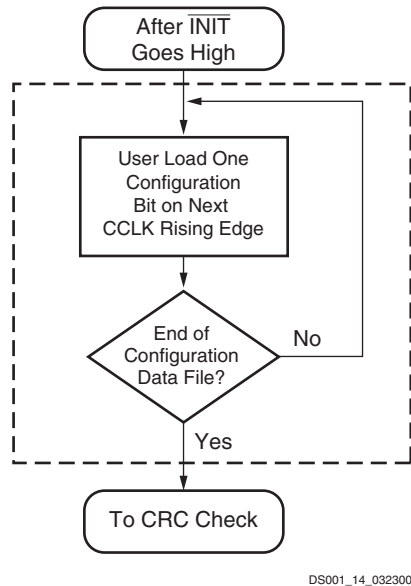 After INIT
Goes High
User Load One
Configuration
Bit on Next
CCLK Rising Edge
End of
Configuration
Data File?
No
Yes
To CRC Check
DS001_14_032300